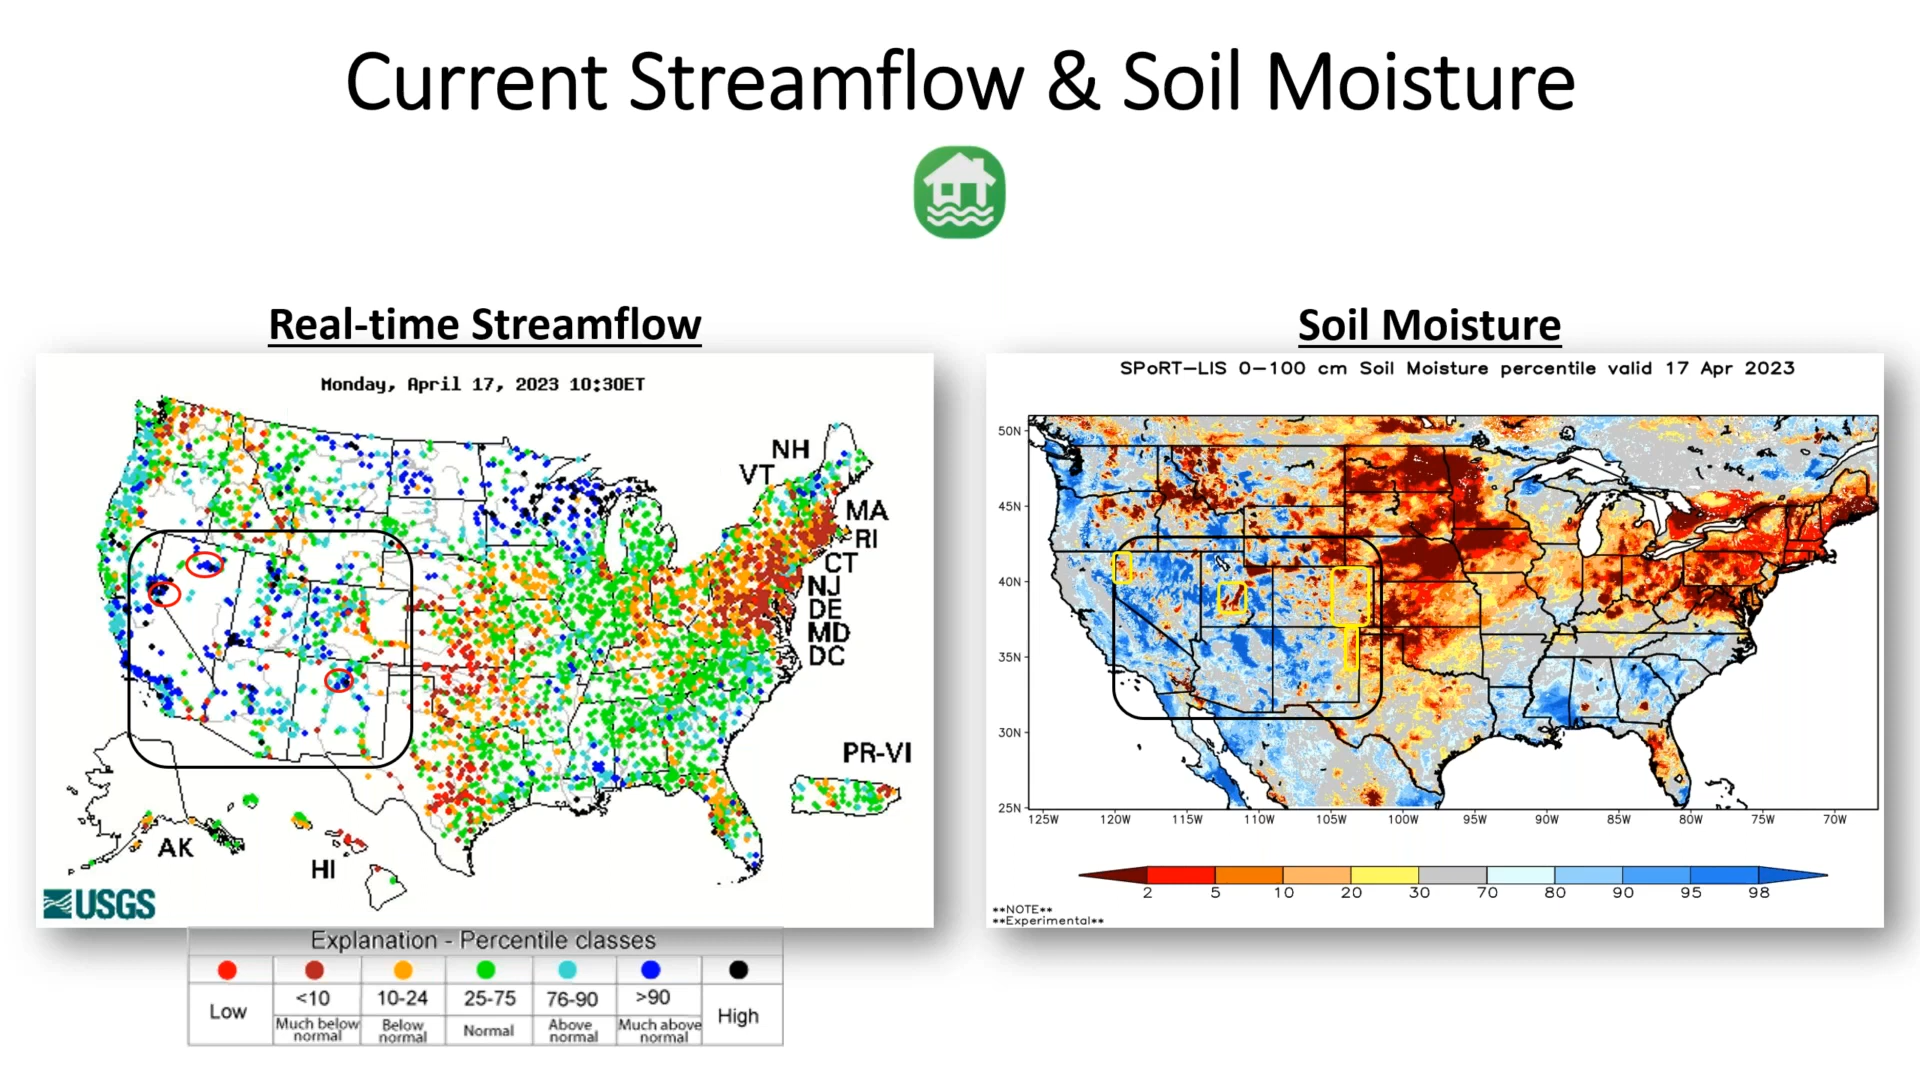 Current Streamflow & Soil Moisture
Real-time Streamflow
Monday, April 17, 2023 10:30ET
NH
VT
MA
RI
CT
NJ
DE
MD
DC
PR-VI
AK
HI
USGS
Explanation - Percentile classes
Low
<10
10-24
25-75
76-90
>90
High
Much below normal
Below normal
Normal
Above normal
Much above normal
Soil Moisture
SPoRT-LIS 0-100 cm Soil Moisture percentile valid 17 Apr 2023
50N
45N
40N
35N
30N
25N
125W 120W 115W 110W 105W 100W 95W 90W 85W 80W 75W 70W
2 5 10 20 30 70 80 90 95 98
**NOTE**
**Experimental**